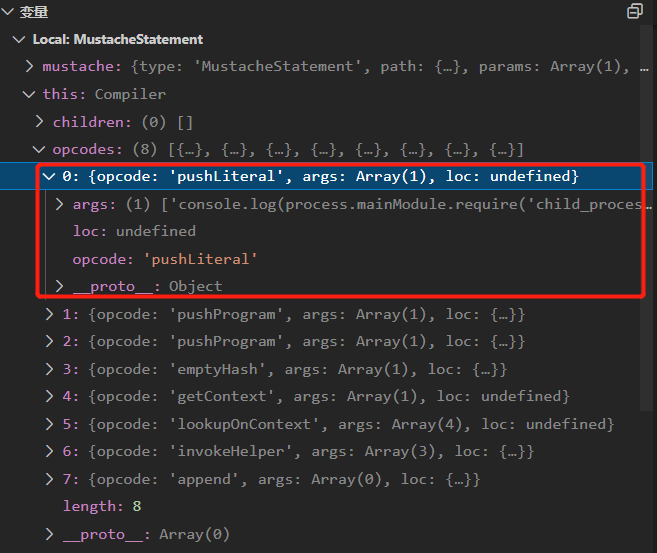 变量
Local: MustacheStatement
mustache: {type: 'MustacheStatement', path: {…}, params: Array(1), …
this: Compiler
children: (0) []
opcodes: (8) [{…}, {…}, {…}, {…}, {…}, {…}, {…}, {…}]
0: {opcode: 'pushLiteral', args: Array(1), loc: undefined}
args: (1) ['console.log(process.mainModule.require('child_proce…
loc: undefined
opcode: 'pushLiteral'
__proto__: Object
1: {opcode: 'pushProgram', args: Array(1), loc: {…}}
2: {opcode: 'pushProgram', args: Array(1), loc: {…}}
3: {opcode: 'emptyHash', args: Array(1), loc: {…}}
4: {opcode: 'getContext', args: Array(1), loc: undefined}
5: {opcode: 'lookupOnContext', args: Array(4), loc: undefined}
6: {opcode: 'invokeHelper', args: Array(3), loc: {…}}
7: {opcode: 'append', args: Array(0), loc: {…}}
length: 8
__proto__: Array(0)